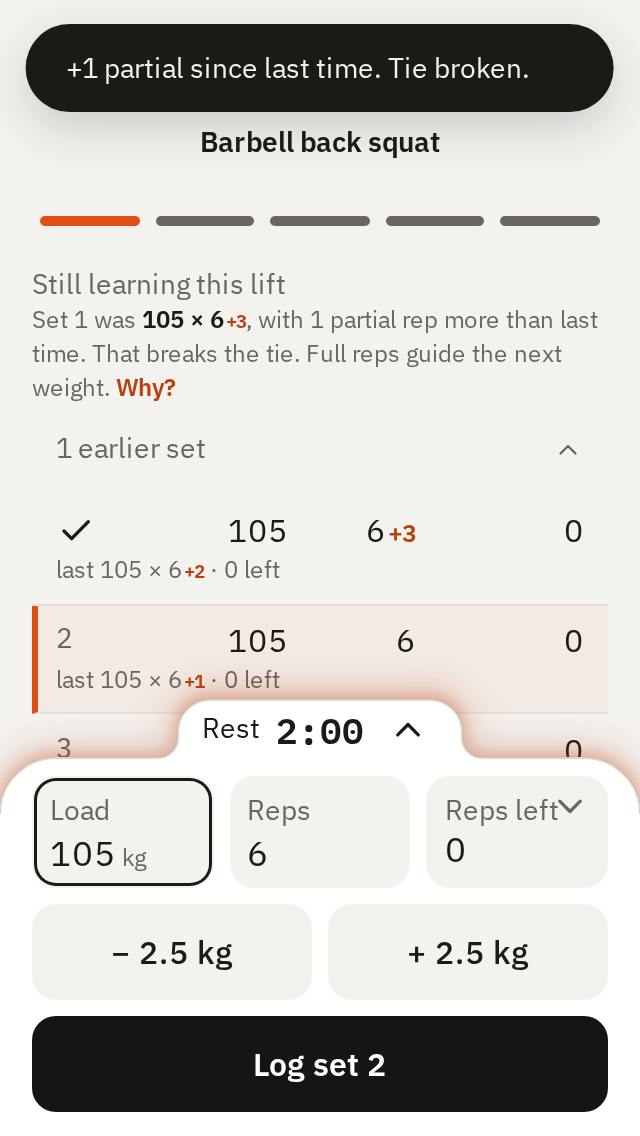 +1 partial since last time. Tie broken.
Barbell back squat
Still learning this lift
Set 1 was 105 × 6 +3, with 1 partial rep more than last
time. That breaks the tie. Full reps guide the next
weight. Why?
1 earlier set
105 6 +3 0
last 105 × 6 +2 · 0 left
2 105 6 0
last 105 × 6 +1 · 0 left
3 0
Rest 2:00
Load Reps Reps left
105 kg 6 0
− 2.5 kg + 2.5 kg
Log set 2